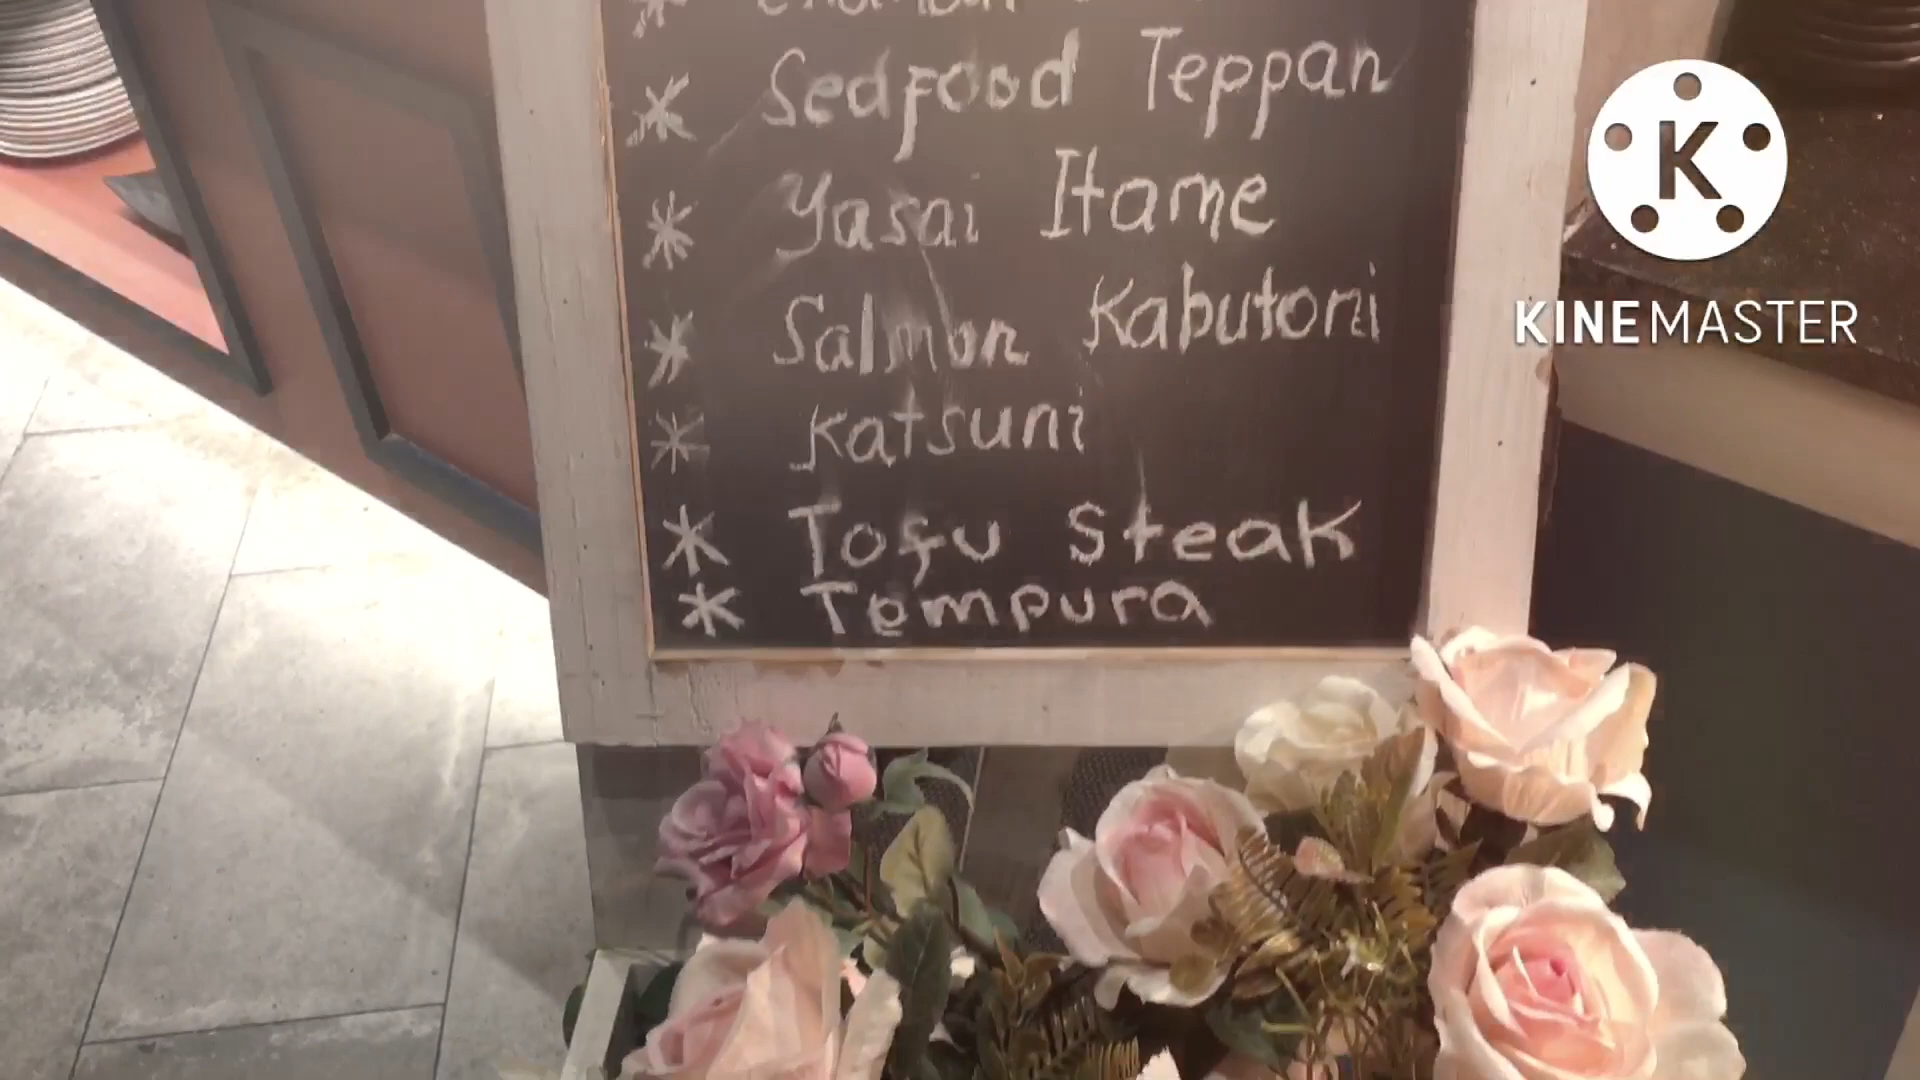 * Seafood Teppan
* Yasai Itame
* Salmon Kabutoni
* Katsuni
* Tofu Steak
* Tempura
K
KINEMASTER